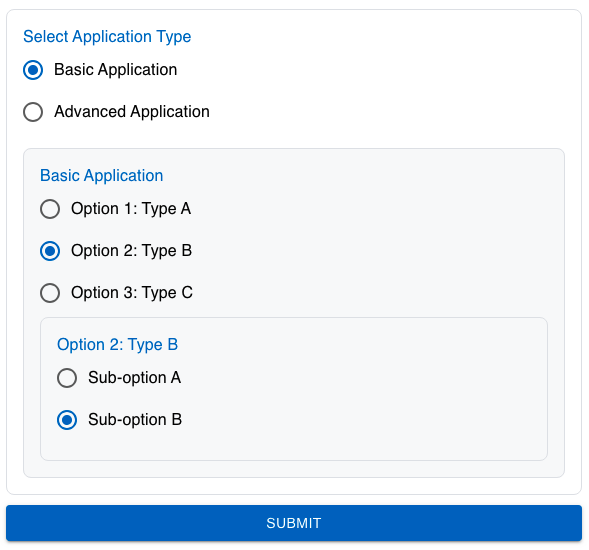 Select Application Type
Basic Application
Advanced Application
Basic Application
Option 1: Type A
Option 2: Type B
Option 3: Type C
Option 2: Type B
Sub-option A
Sub-option B
SUBMIT